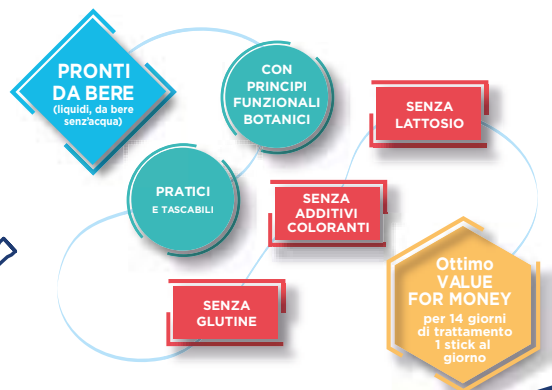 PRONTI
DA BERE
(liquidi, da bere
senz'acqua)
CON
PRINCIPI
FUNZIONALI
BOTANICI
SENZA
LATTOSIO
PRATICI
E TASCABILI
SENZA
ADDITIVI
COLORANTI
SENZA
GLUTINE
Ottimo
VALUE
FOR MONEY
per 14 giorni
di trattamento
1 stick al
giorno